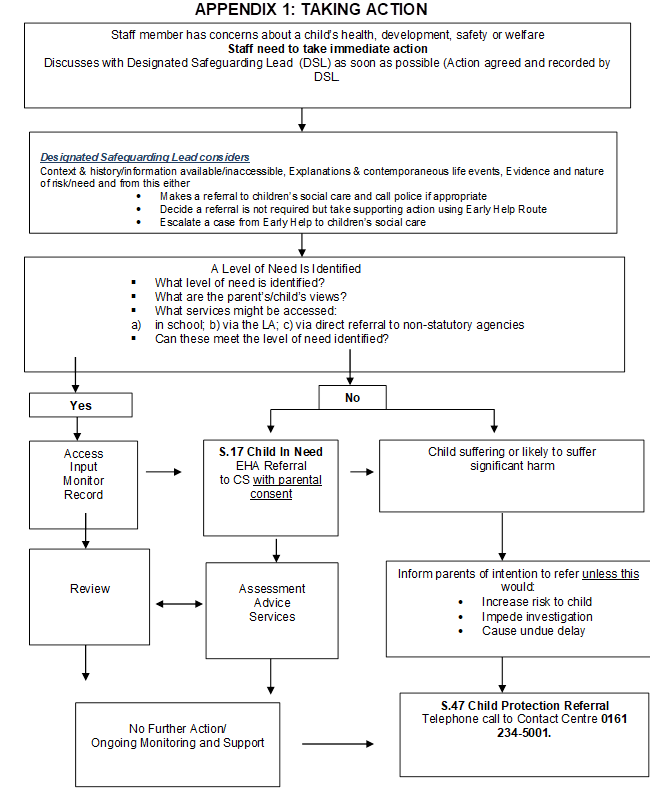 APPENDIX 1: TAKING ACTION
Staff member has concerns about a child's health, development, safety or welfare
Staff need to take immediate action
Discusses with Designated Safeguarding Lead (DSL) as soon as possible (Action agreed and recorded by
DSL.
Designated Safeguarding Lead considers
Context & history/information available/inaccessible, Explanations & contemporaneous life events, Evidence and nature
of risk/need and from this either
• Makes a referral to children's social care and call police if appropriate
• Decide a referral is not required but take supporting action using Early Help Route
• Escalate a case from Early Help to children's social care
A Level of Need Is Identified
▪ What level of need is identified?
▪ What are the parent's/child's views?
▪ What services might be accessed:
a) in school; b) via the LA; c) via direct referral to non-statutory agencies
▪ Can these meet the level of need identified?
Yes
No
Access
Input
Monitor
Record
S.17 Child In Need
EHA Referral
to CS with parental
consent
Child suffering or likely to suffer
significant harm
Review
Assessment
Advice
Services
Inform parents of intention to refer unless this
would:
• Increase risk to child
• Impede investigation
• Cause undue delay
No Further Action/
Ongoing Monitoring and Support
S.47 Child Protection Referral
Telephone call to Contact Centre 0161
234-5001.